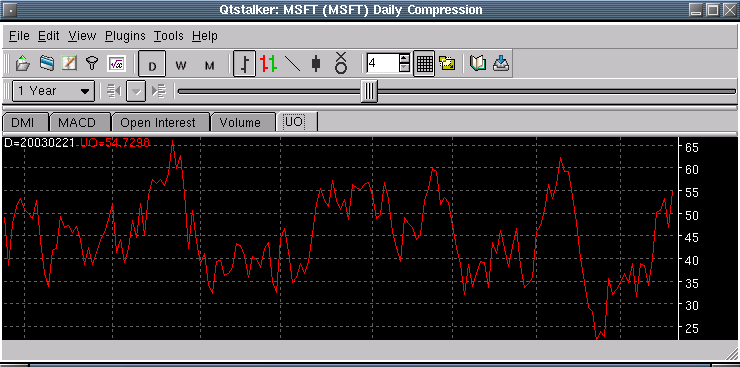 Qtstalker: MSFT (MSFT) Daily Compression
File Edit View Plugins Tools Help
D W M 4
1 Year
DMI MACD Open Interest Volume UO
D=20030221 UO=54.7298
65
60
55
50
45
40
35
30
25